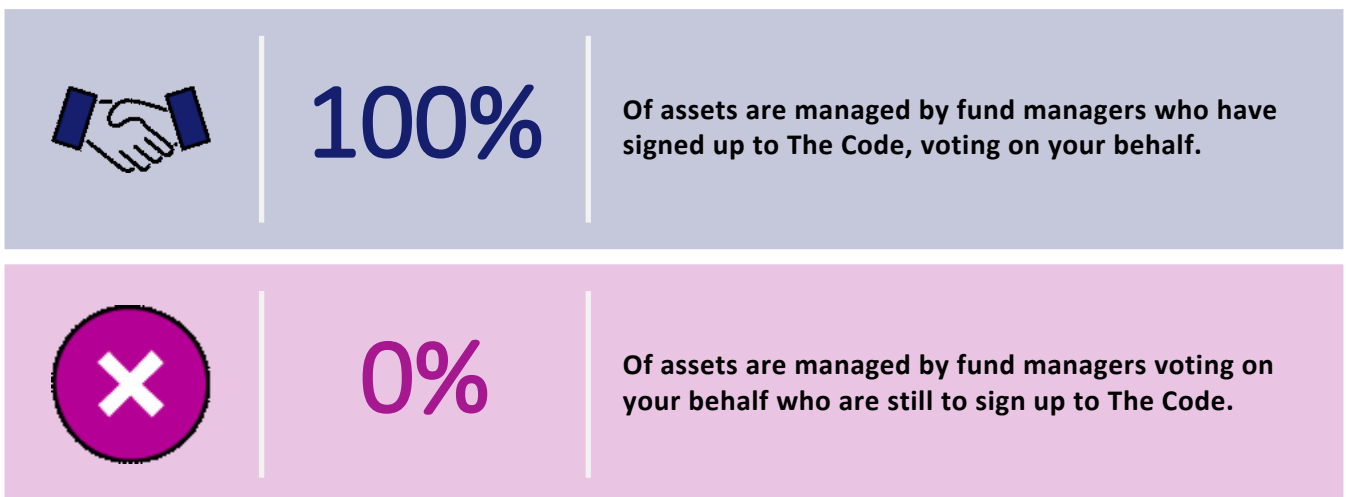 100%
Of assets are managed by fund managers who have
signed up to The Code, voting on your behalf.
0%
Of assets are managed by fund managers voting on
your behalf who are still to sign up to The Code.